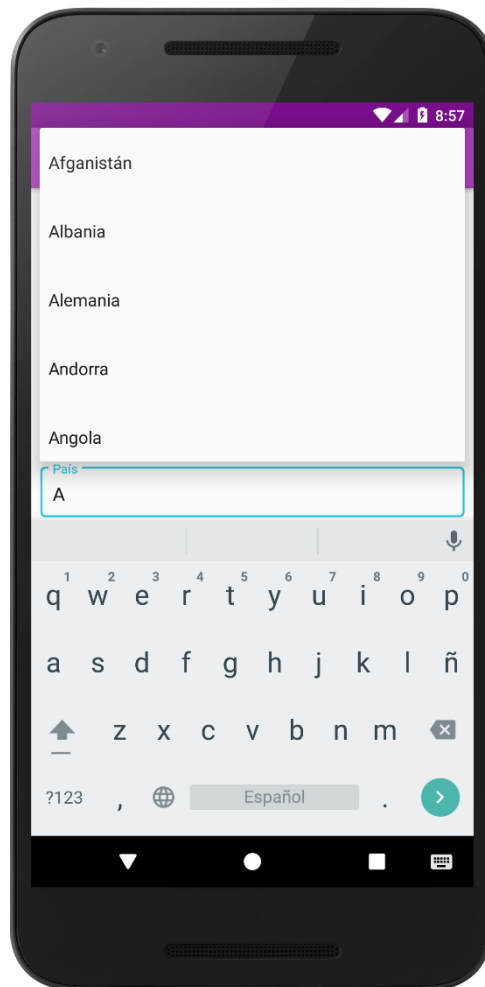 8:57
Afganistán
Albania
Alemania
Andorra
Angola
País
A
1 2 3 4 5 6 7 8 9 0
q w e r t y u i o p
a s d f g h j k l ñ
z x c v b n m
?123 , Español .